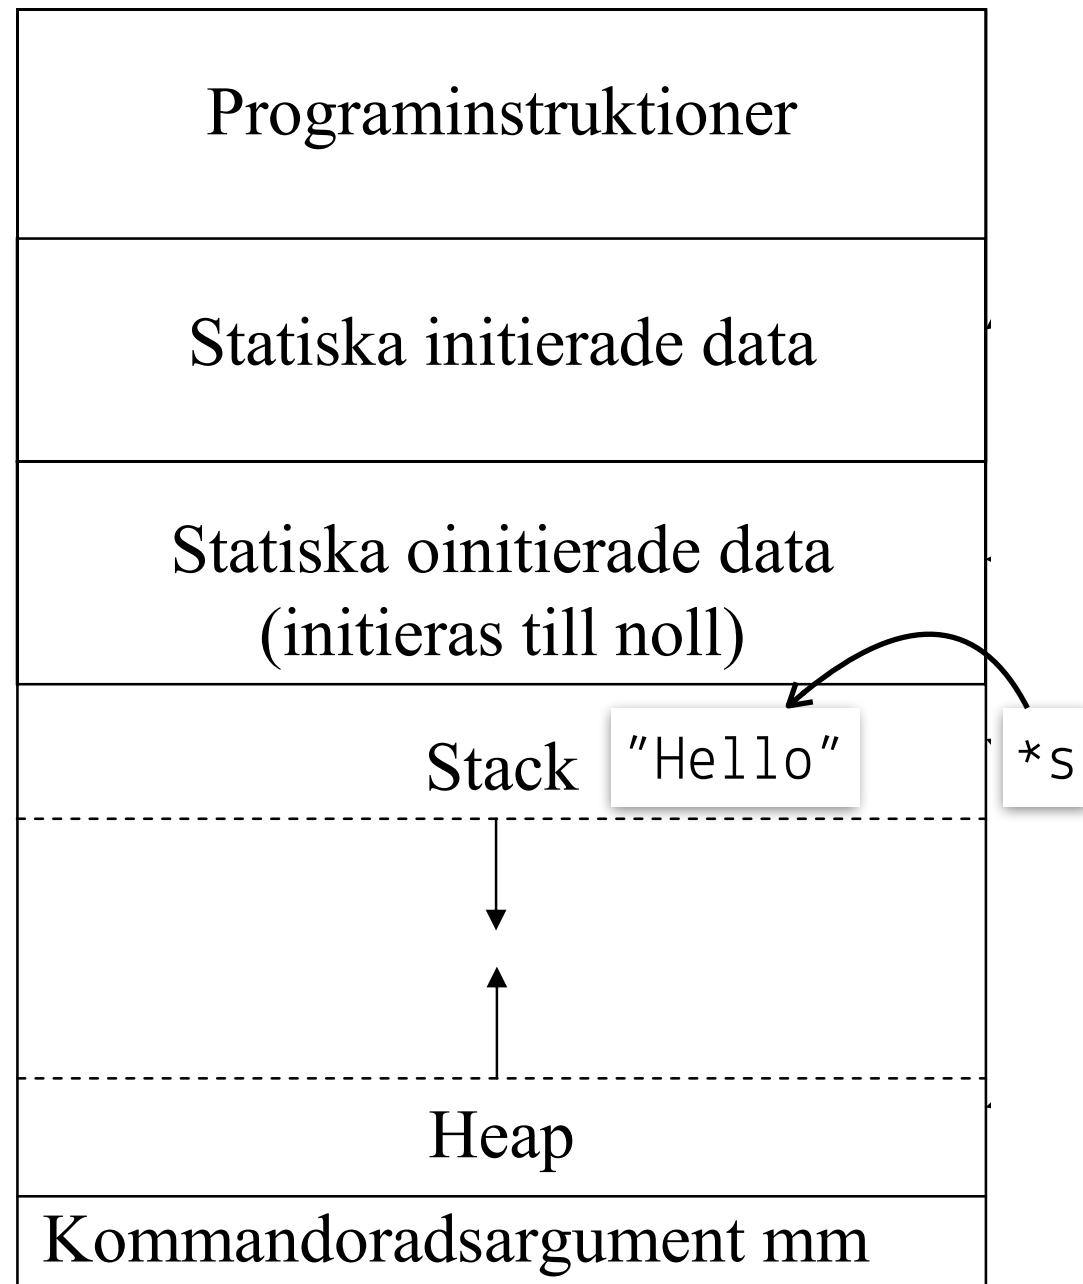 Programinstruktioner
Statiska initierade data
Statiska oinitierade data
(initieras till noll)
Stack
"Hello"
*s
Heap
Kommandoradsargument mm